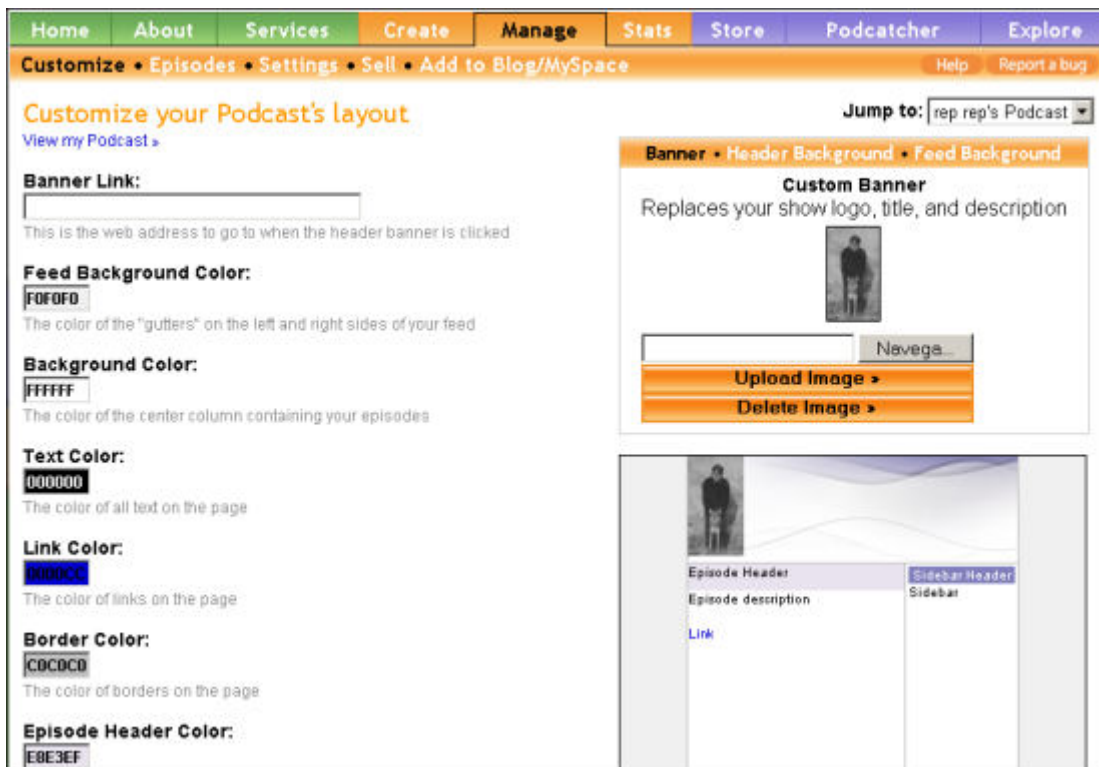 Home About Services Create Manage Stats Store Podcatcher Explore
Customize • Episodes • Settings • Sell • Add to Blog/MySpace Help Report a bug
Customize your Podcast's layout
View my Podcast »
Jump to: rep rep's Podcast
Banner Link:
This is the web address to go to when the header banner is clicked
Feed Background Color:
F0F0F0
The color of the "gutters" on the left and right sides of your feed
Background Color:
FFFFFF
The color of the center column containing your episodes
Text Color:
000000
The color of all text on the page
Link Color:
0000CC
The color of links on the page
Border Color:
C0C0C0
The color of borders on the page
Episode Header Color:
E8E3EF
Banner • Header Background • Feed Background
Custom Banner
Replaces your show logo, title, and description
Navega...
Upload Image »
Delete Image »
Episode Header
Episode description
Link
Sidebar Header
Sidebar